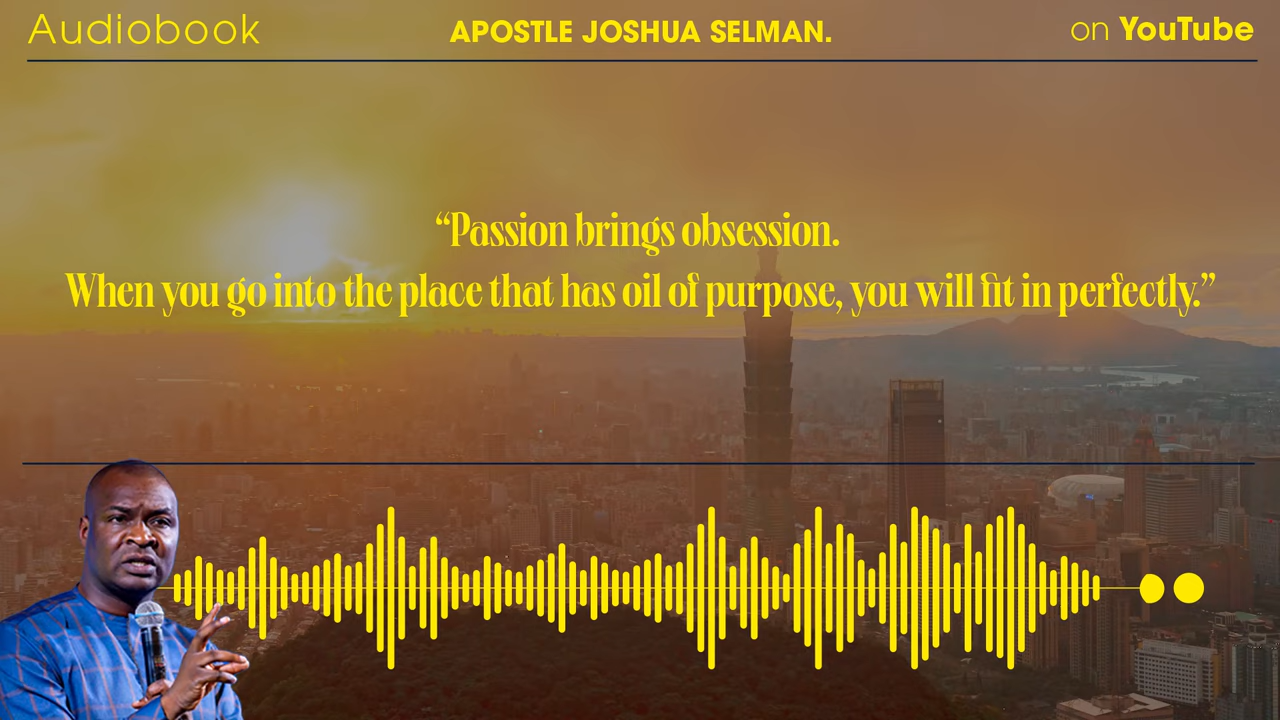 Audiobook
APOSTLE JOSHUA SELMAN.
on YouTube
“Passion brings obsession.
When you go into the place that has oil of purpose, you will fit in perfectly.”